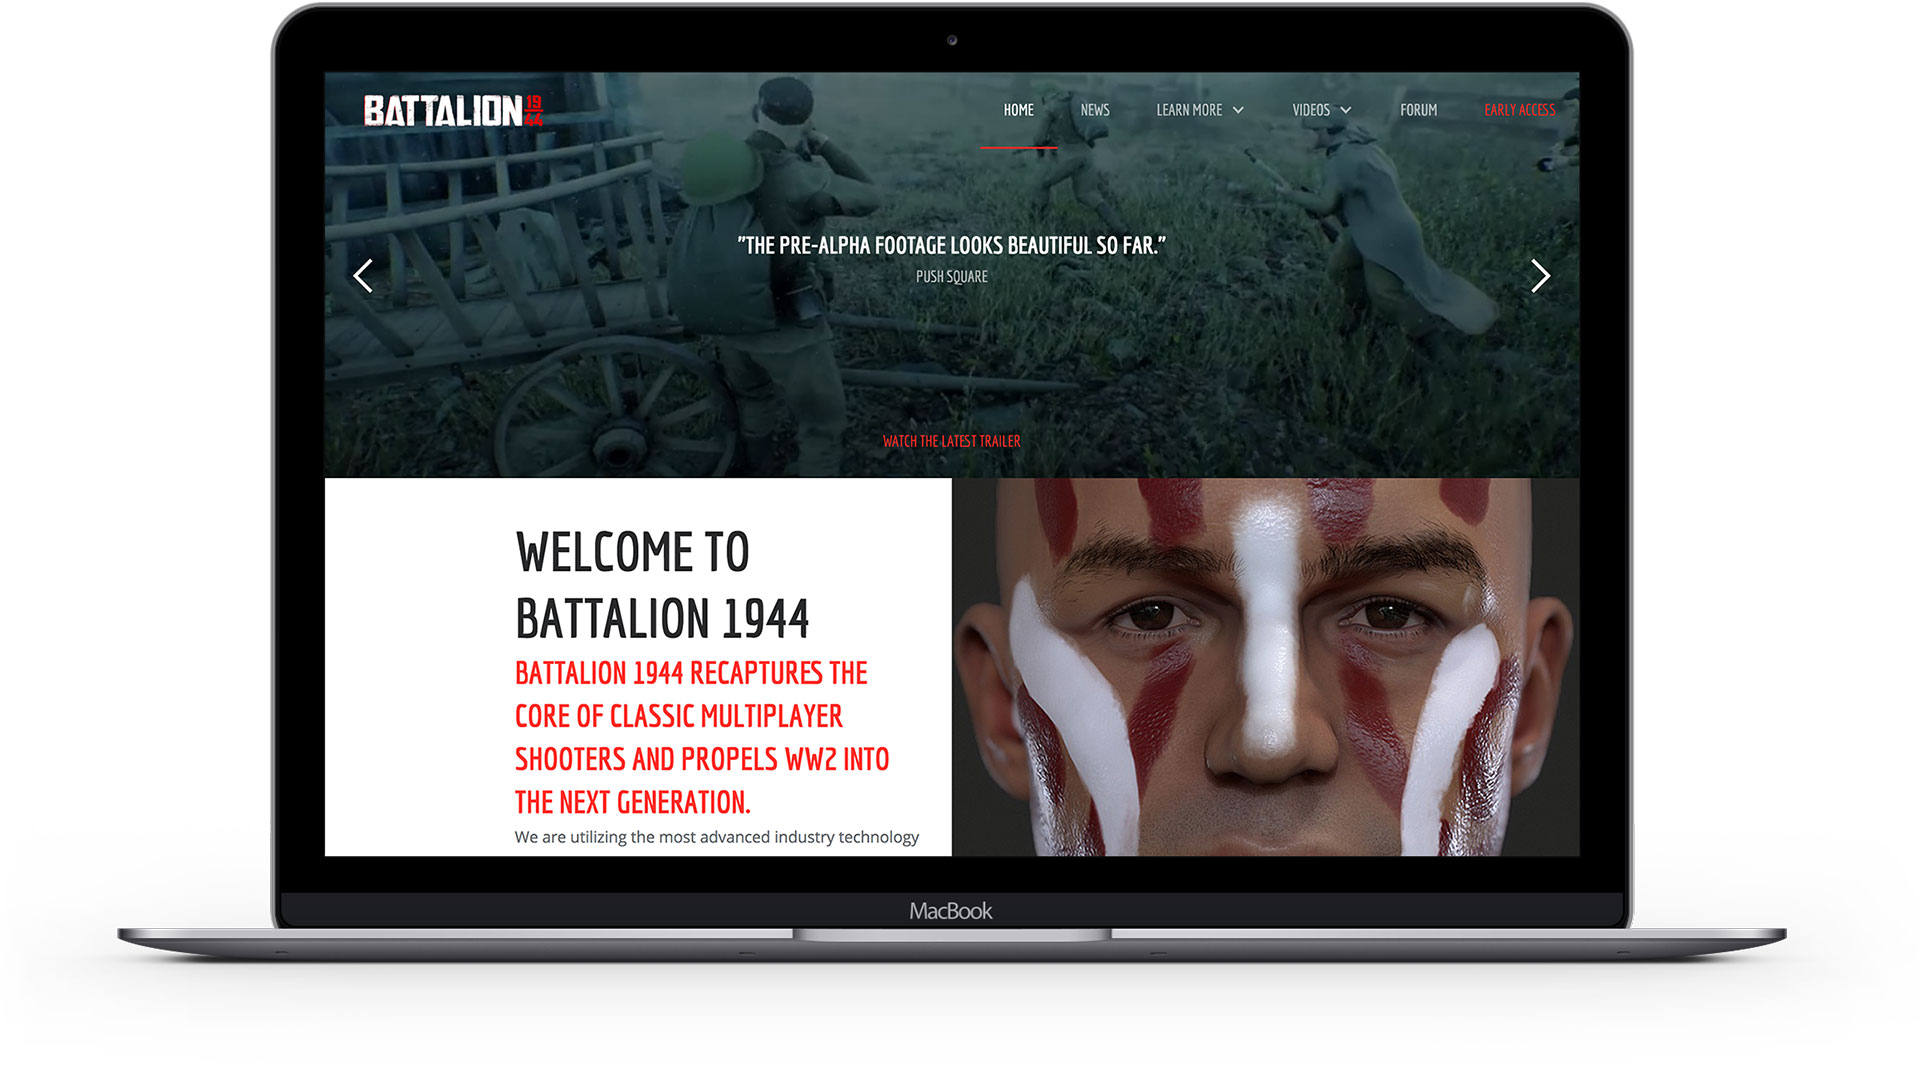 BATTALION 19 44
HOME NEWS LEARN MORE VIDEOS FORUM EARLY ACCESS
"THE PRE-ALPHA FOOTAGE LOOKS BEAUTIFUL SO FAR."
PUSH SQUARE
WATCH THE LATEST TRAILER
WELCOME TO
BATTALION 1944
BATTALION 1944 RECAPTURES THE
CORE OF CLASSIC MULTIPLAYER
SHOOTERS AND PROPELS WW2 INTO
THE NEXT GENERATION.
We are utilizing the most advanced industry technology
MacBook